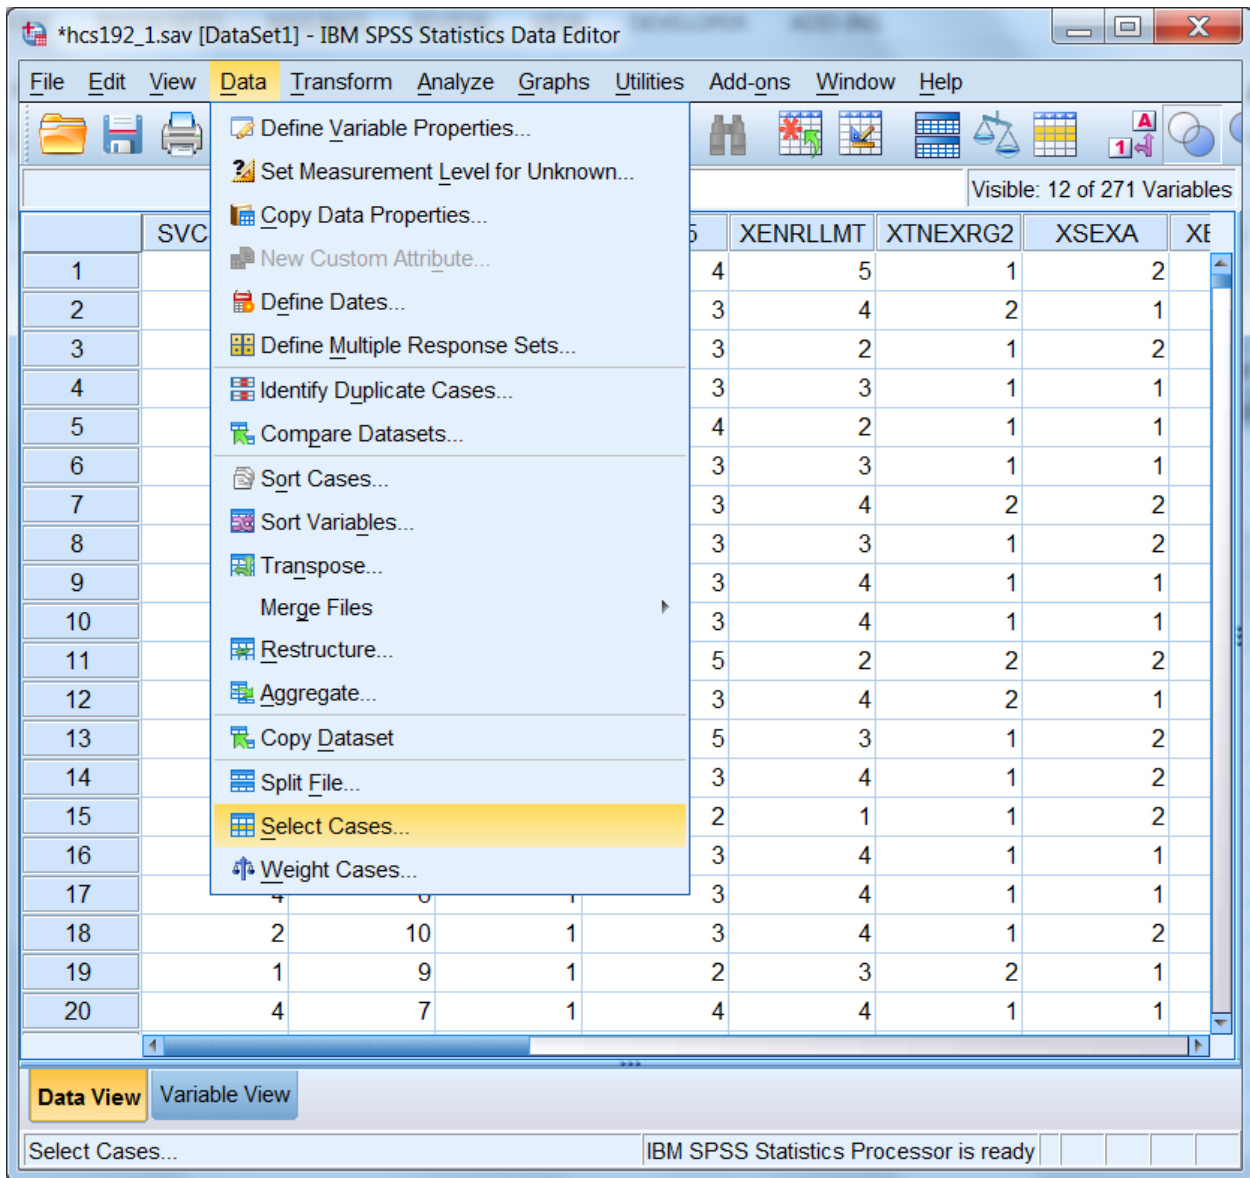 *hcs192_1.sav [DataSet1] - IBM SPSS Statistics Data Editor
File Edit View Data Transform Analyze Graphs Utilities Add-ons Window Help
Visible: 12 of 271 Variables
Define Variable Properties...
Set Measurement Level for Unknown...
Copy Data Properties...
New Custom Attribute...
Define Dates...
Define Multiple Response Sets...
Identify Duplicate Cases...
Compare Datasets...
Sort Cases...
Sort Variables...
Transpose...
Merge Files
Restructure...
Aggregate...
Copy Dataset
Split File...
Select Cases...
Weight Cases...
SVC 5 XENRLLMT XTNEXRG2 XSEXA
1 4 5 1 2
2 3 4 2 1
3 3 2 1 2
4 3 3 1 1
5 4 2 1 1
6 3 3 1 1
7 3 4 2 2
8 3 3 1 2
9 3 4 1 1
10 3 4 1 1
11 5 2 2 2
12 3 4 2 1
13 5 3 1 2
14 3 4 1 2
15 2 1 1 2
16 3 4 1 1
17 4 3 4 1 1
18 2 10 1 3 4 1 2
19 1 9 1 2 3 2 1
20 4 7 1 4 4 1 1
Data View Variable View
Select Cases... IBM SPSS Statistics Processor is ready